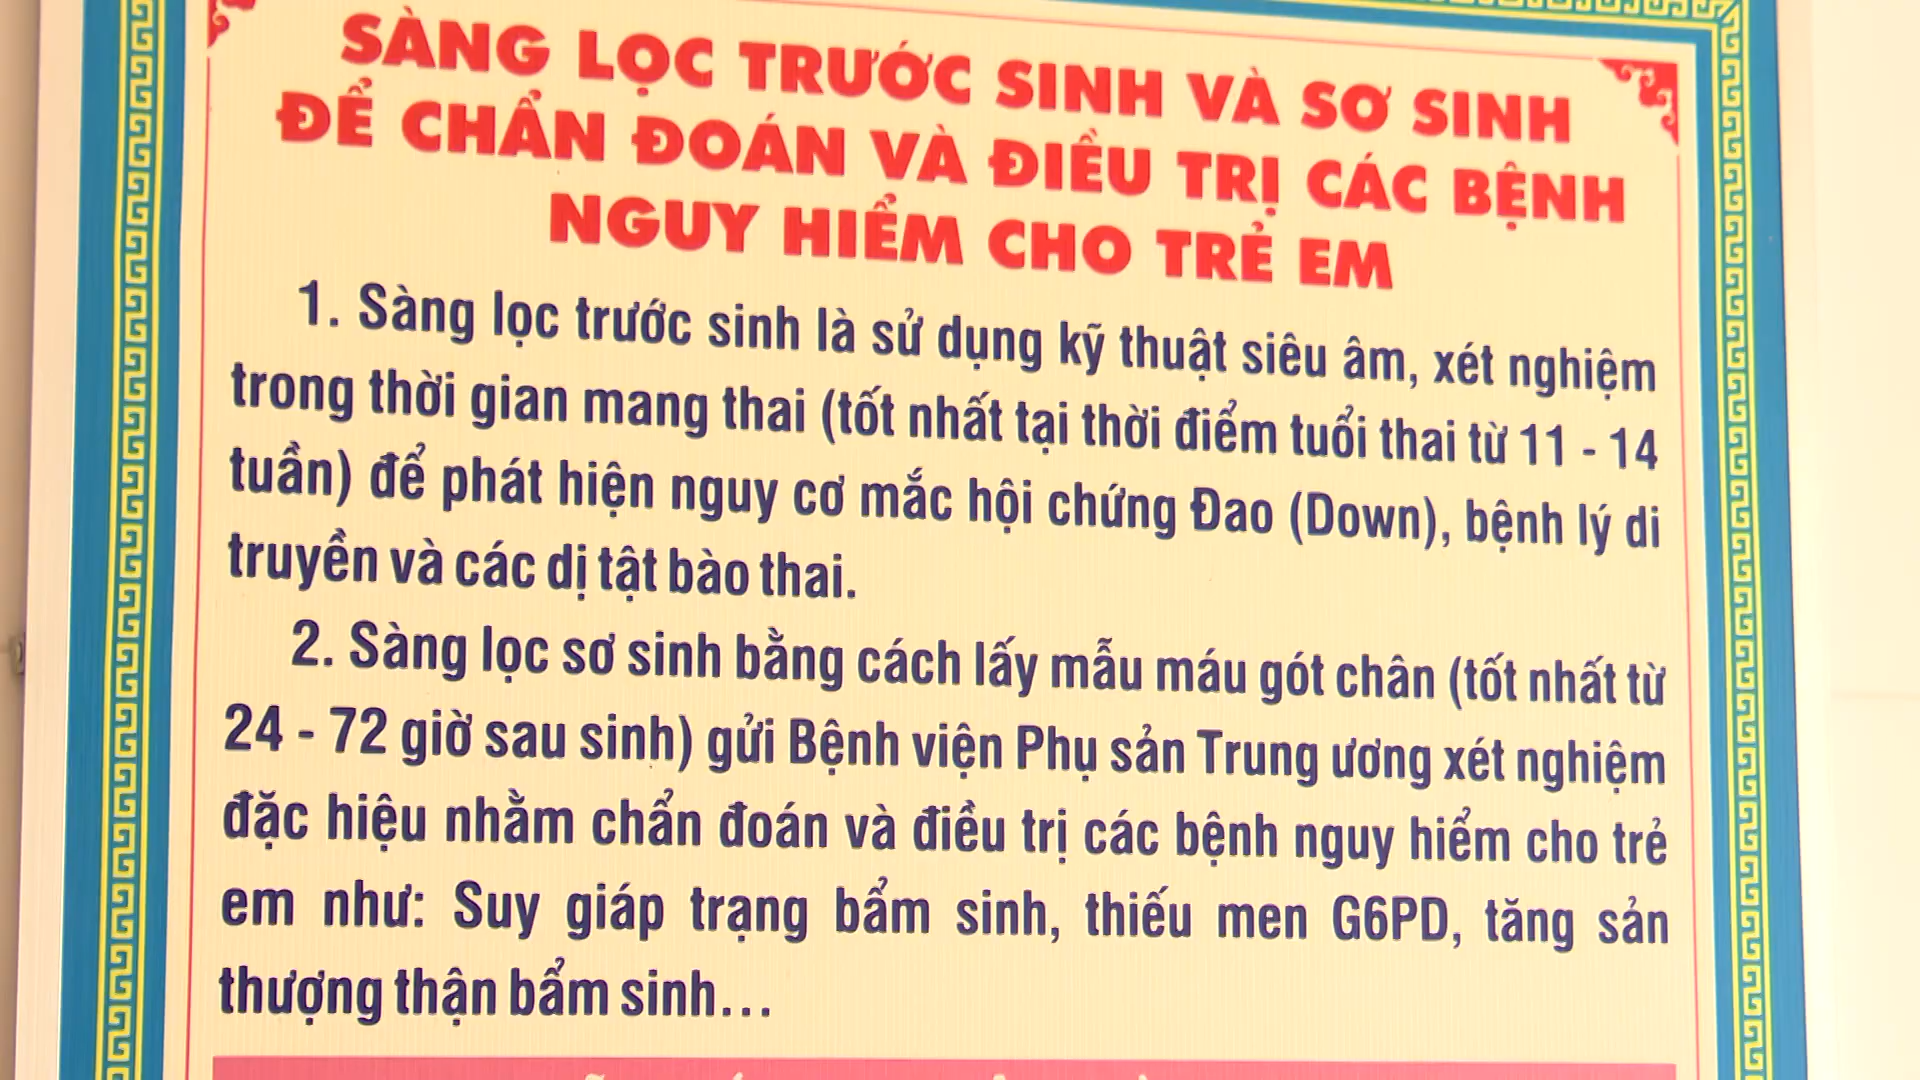 SÀNG LỌC TRƯỚC SINH VÀ SƠ SINH
ĐỂ CHẨN ĐOÁN VÀ ĐIỀU TRỊ CÁC BỆNH
NGUY HIỂM CHO TRẺ EM
1. Sàng lọc trước sinh là sử dụng kỹ thuật siêu âm, xét nghiệm
trong thời gian mang thai (tốt nhất tại thời điểm tuổi thai từ 11 - 14
tuần) để phát hiện nguy cơ mắc hội chứng Đao (Down), bệnh lý di
truyền và các dị tật bào thai.
2. Sàng lọc sơ sinh bằng cách lấy mẫu máu gót chân (tốt nhất từ
24 - 72 giờ sau sinh) gửi Bệnh viện Phụ sản Trung ương xét nghiệm
đặc hiệu nhằm chẩn đoán và điều trị các bệnh nguy hiểm cho trẻ
em như: Suy giáp trạng bẩm sinh, thiếu men G6PD, tăng sản
thượng thận bẩm sinh...